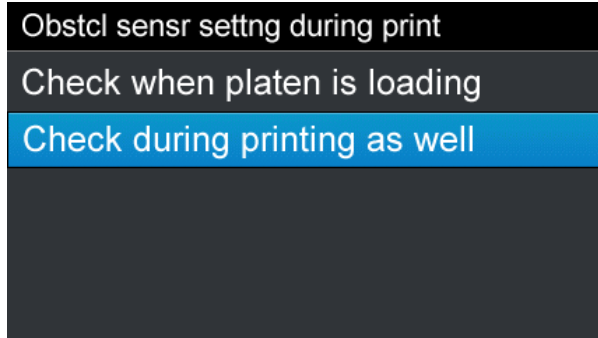 Obstcl sensr settng during print
Check when platen is loading
Check during printing as well